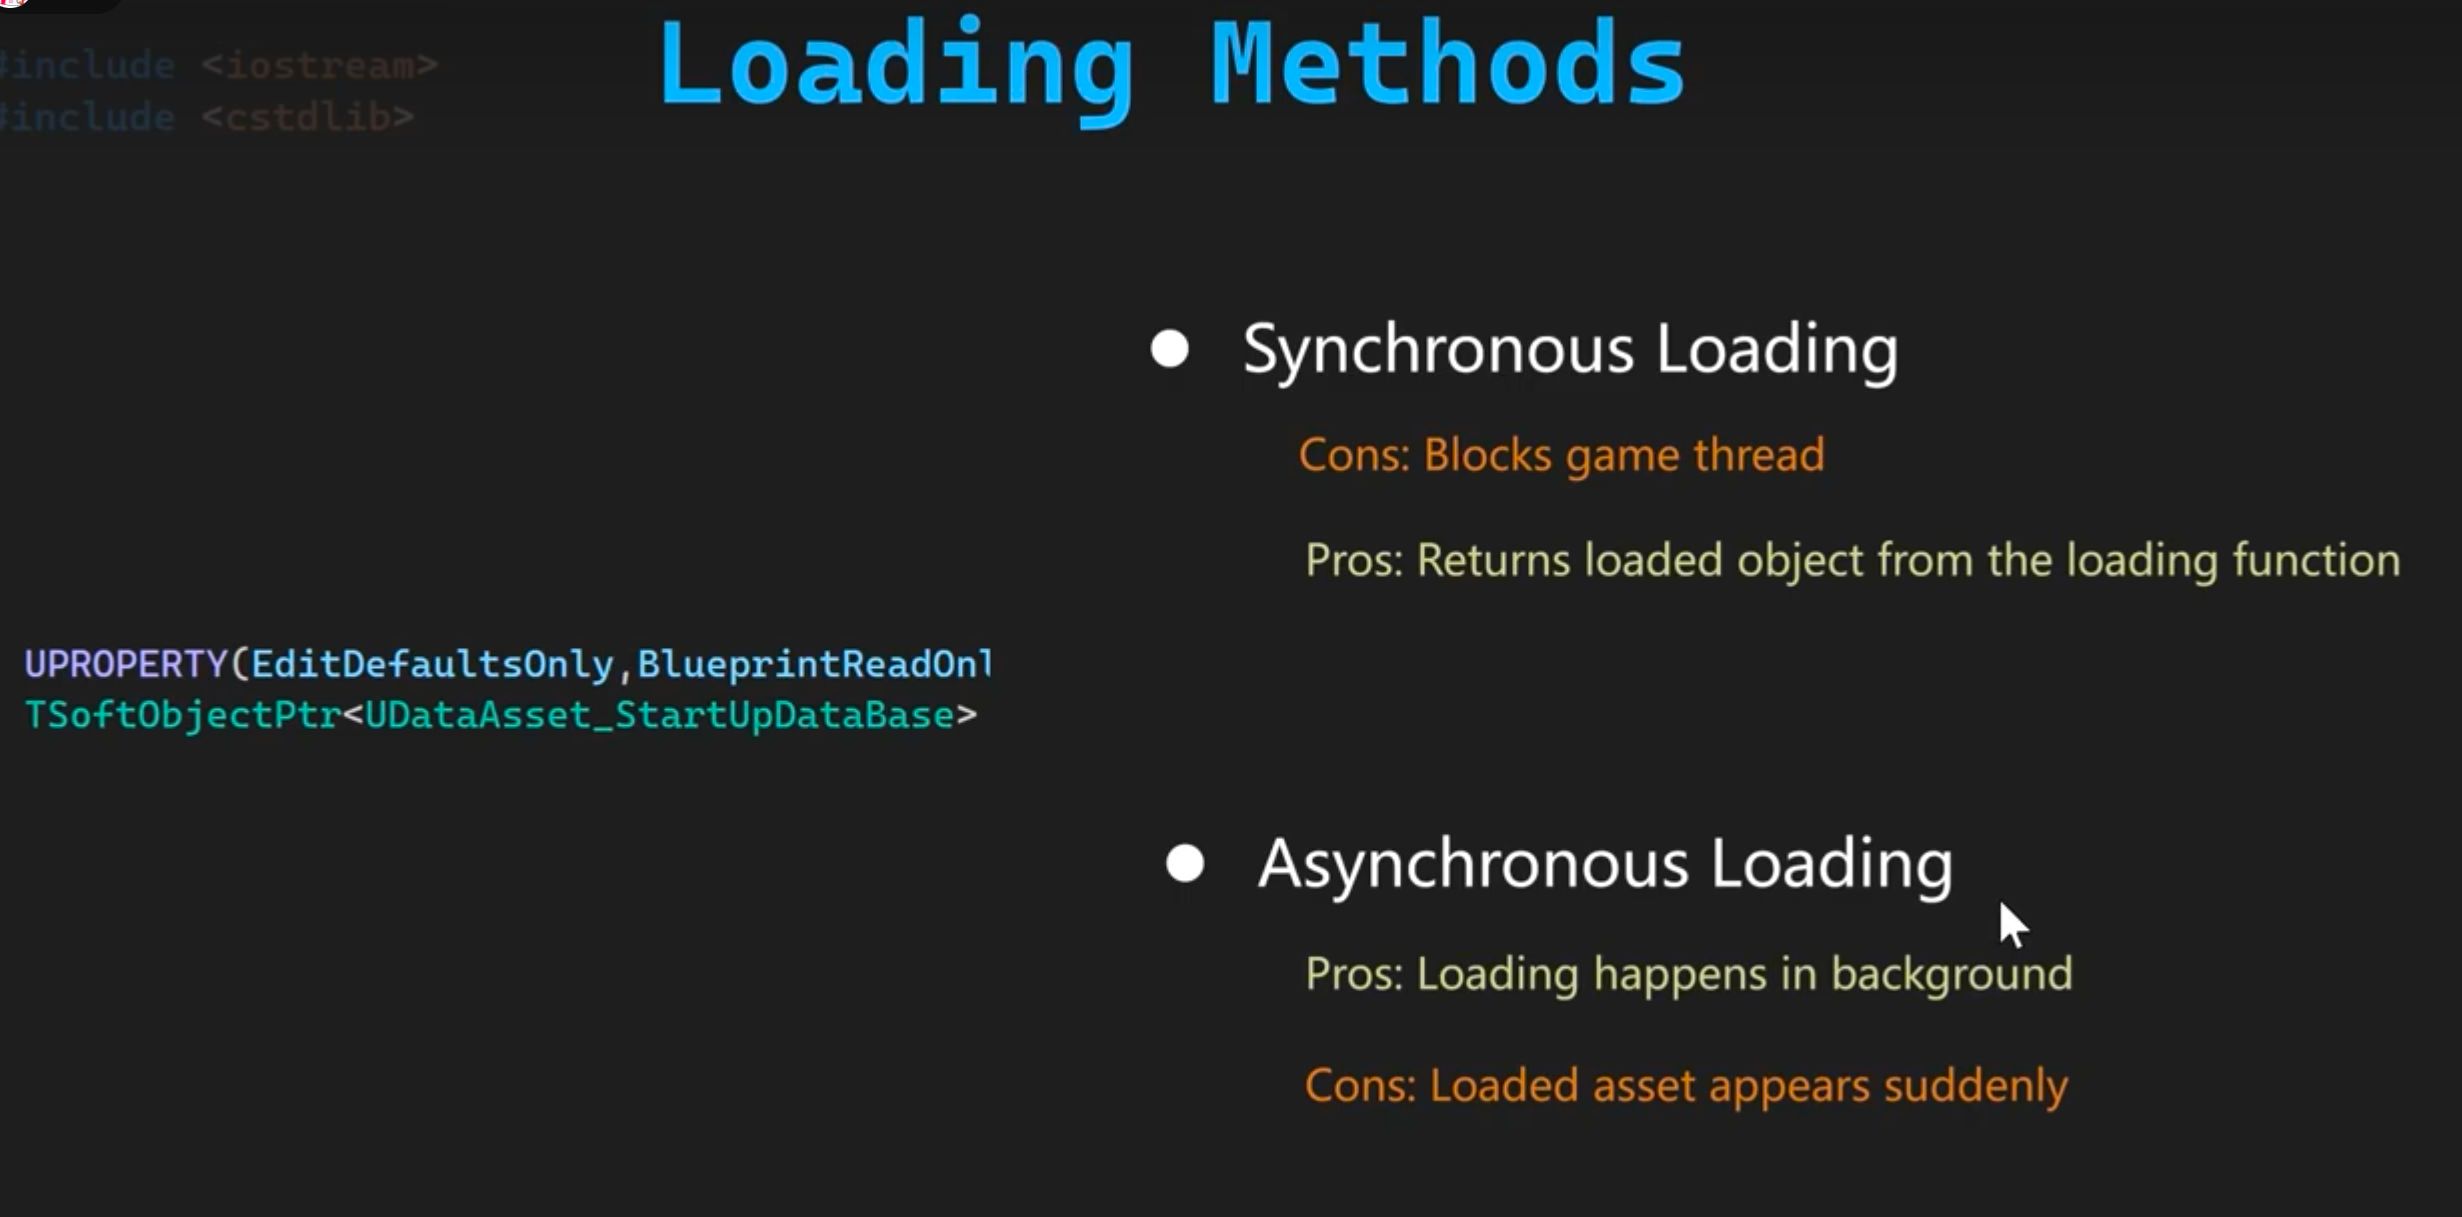 Loading Methods
#include <iostream>
#include <cstdlib>
● Synchronous Loading
Cons: Blocks game thread
Pros: Returns loaded object from the loading function
UPROPERTY(EditDefaultsOnly,BlueprintReadOnl
TSoftObjectPtr<UDataAsset_StartUpDataBase>
● Asynchronous Loading
Pros: Loading happens in background
Cons: Loaded asset appears suddenly